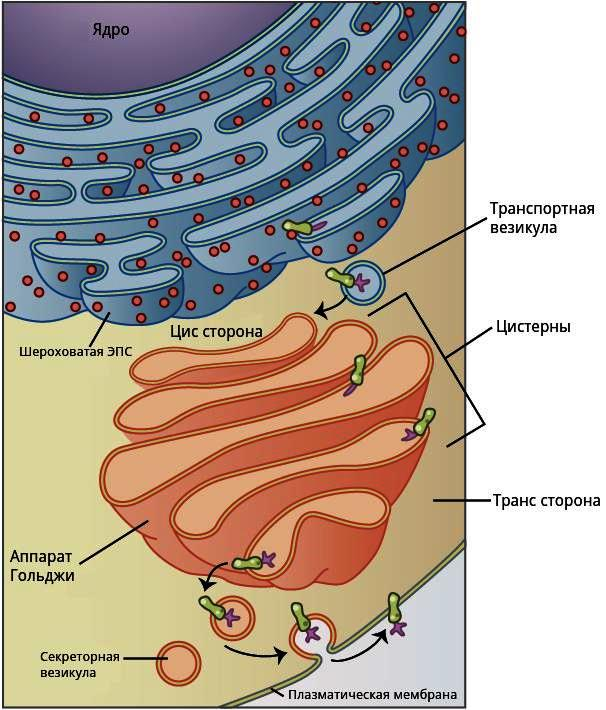 Ядро
Транспортная
везикула
Цис сторона
Цистерны
Шероховатая ЭПС
Транс сторона
Аппарат
Гольджи
Секреторная
везикула
Плазматическая мембрана